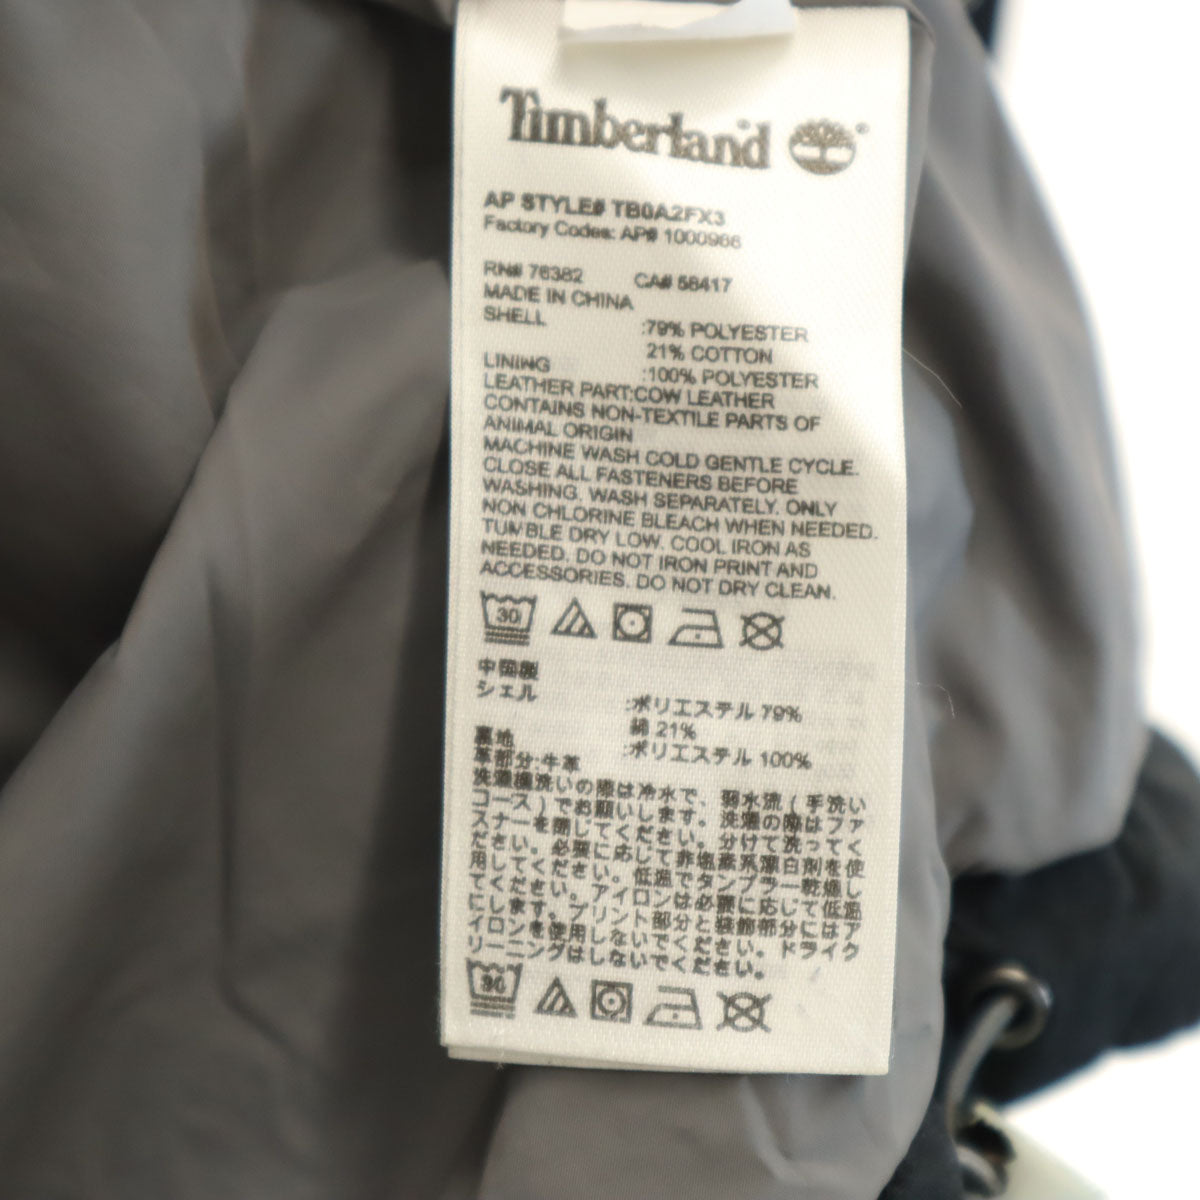 Timberland
AP STYLE# TB0A2FX3
Factory Codes: AP# 1000966
RN# 76382 CA# 58417
MADE IN CHINA
SHELL :79% POLYESTER
21% COTTON
LINING :100% POLYESTER
LEATHER PART:COW LEATHER
CONTAINS NON-TEXTILE PARTS OF
ANIMAL ORIGIN
MACHINE WASH COLD GENTLE CYCLE.
CLOSE ALL FASTENERS BEFORE
WASHING. WASH SEPARATELY. ONLY
NON CHLORINE BLEACH WHEN NEEDED.
TUMBLE DRY LOW. COOL IRON AS
NEEDED. DO NOT IRON PRINT AND
ACCESSORIES. DO NOT DRY CLEAN.
30
中国製
シェル :ポリエステル 79%
綿 21%
裏地 :ポリエステル 100%
革部分:牛革
洗濯機洗いの際は冷水で、弱水流（手洗い
コース）でお願いします。洗濯の際はファ
スナーを閉じてください。分けて洗ってく
ださい。必要に応じて非塩素系漂白剤を使
用してください。低温でタンブラー乾燥し
てください。アイロンは必要に応じて低温
にします。プリント部分と装飾部分にはア
イロンを使用しないでください。ドライク
リーニングはしないでください。
30